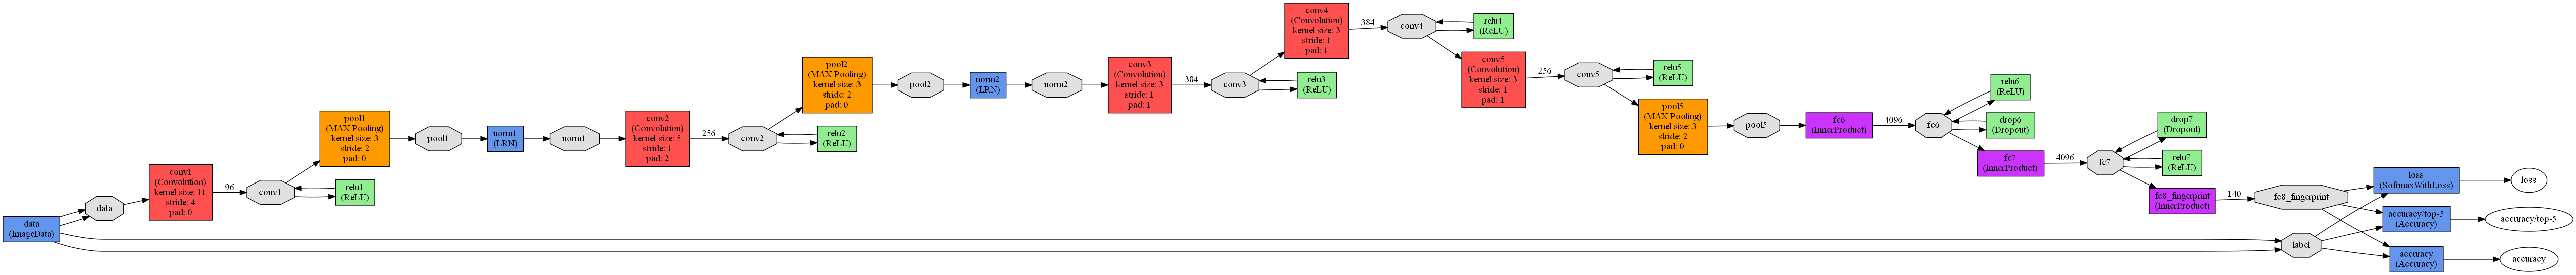 data
(ImageData)
data
conv1
(Convolution)
kernel size: 11
stride: 4
pad: 0
96
conv1
relu1
(ReLU)
pool1
(MAX Pooling)
kernel size: 3
stride: 2
pad: 0
pool1
norm1
(LRN)
norm1
conv2
(Convolution)
kernel size: 5
stride: 1
pad: 2
256
conv2
relu2
(ReLU)
pool2
(MAX Pooling)
kernel size: 3
stride: 2
pad: 0
pool2
norm2
(LRN)
norm2
conv3
(Convolution)
kernel size: 3
stride: 1
pad: 1
384
conv3
relu3
(ReLU)
conv4
(Convolution)
kernel size: 3
stride: 1
pad: 1
384
conv4
relu4
(ReLU)
conv5
(Convolution)
kernel size: 3
stride: 1
pad: 1
256
conv5
relu5
(ReLU)
pool5
(MAX Pooling)
kernel size: 3
stride: 2
pad: 0
pool5
fc6
(InnerProduct)
4096
fc6
relu6
(ReLU)
drop6
(Dropout)
fc7
(InnerProduct)
4096
fc7
drop7
(Dropout)
relu7
(ReLU)
fc8_fingerprint
(InnerProduct)
140
fc8_fingerprint
label
loss
(SoftmaxWithLoss)
loss
accuracy/top-5
(Accuracy)
accuracy/top-5
accuracy
(Accuracy)
accuracy